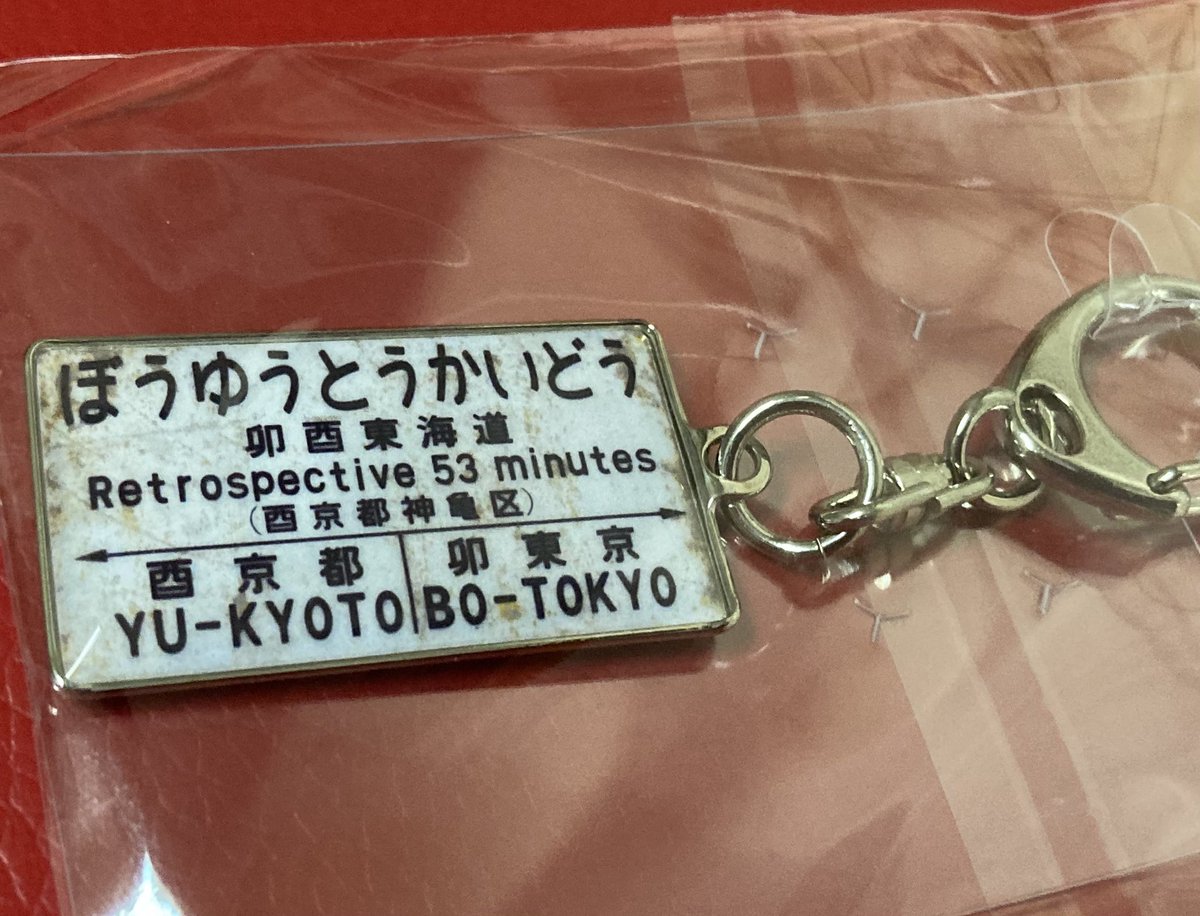 ぼうゆうとうかいどう
卯酉東海道
Retrospective 53 minutes
(酉京都神亀区)
酉京都 卯東京
YU-KYOTO BO-TOKYO